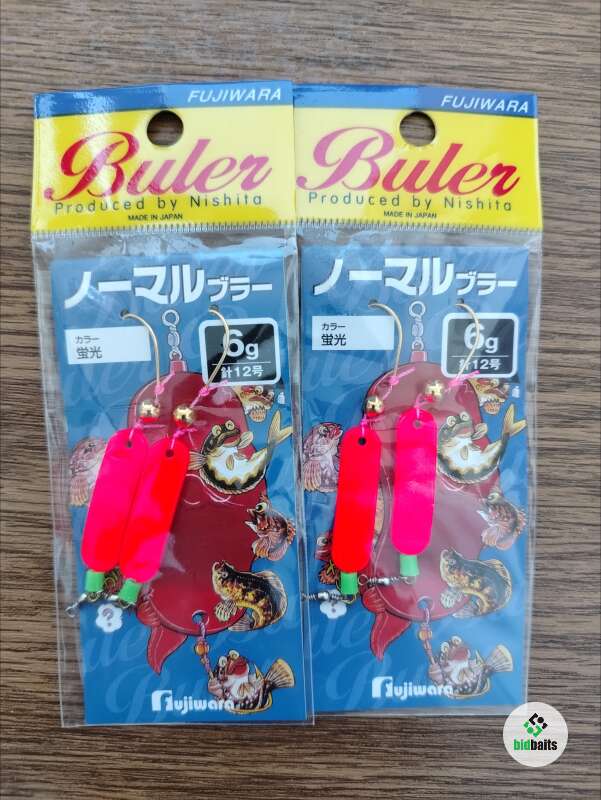 FUJIWARA
Buler
Produced by Nishita
MADE IN JAPAN
ノーマルブラー
カラー
蛍光
6g
針12号
Fujiwara
FUJIWARA
Buler
Produced by Nishita
MADE IN JAPAN
ノーマルブラー
カラー
蛍光
6g
針12号
Fujiwara
bidbaits